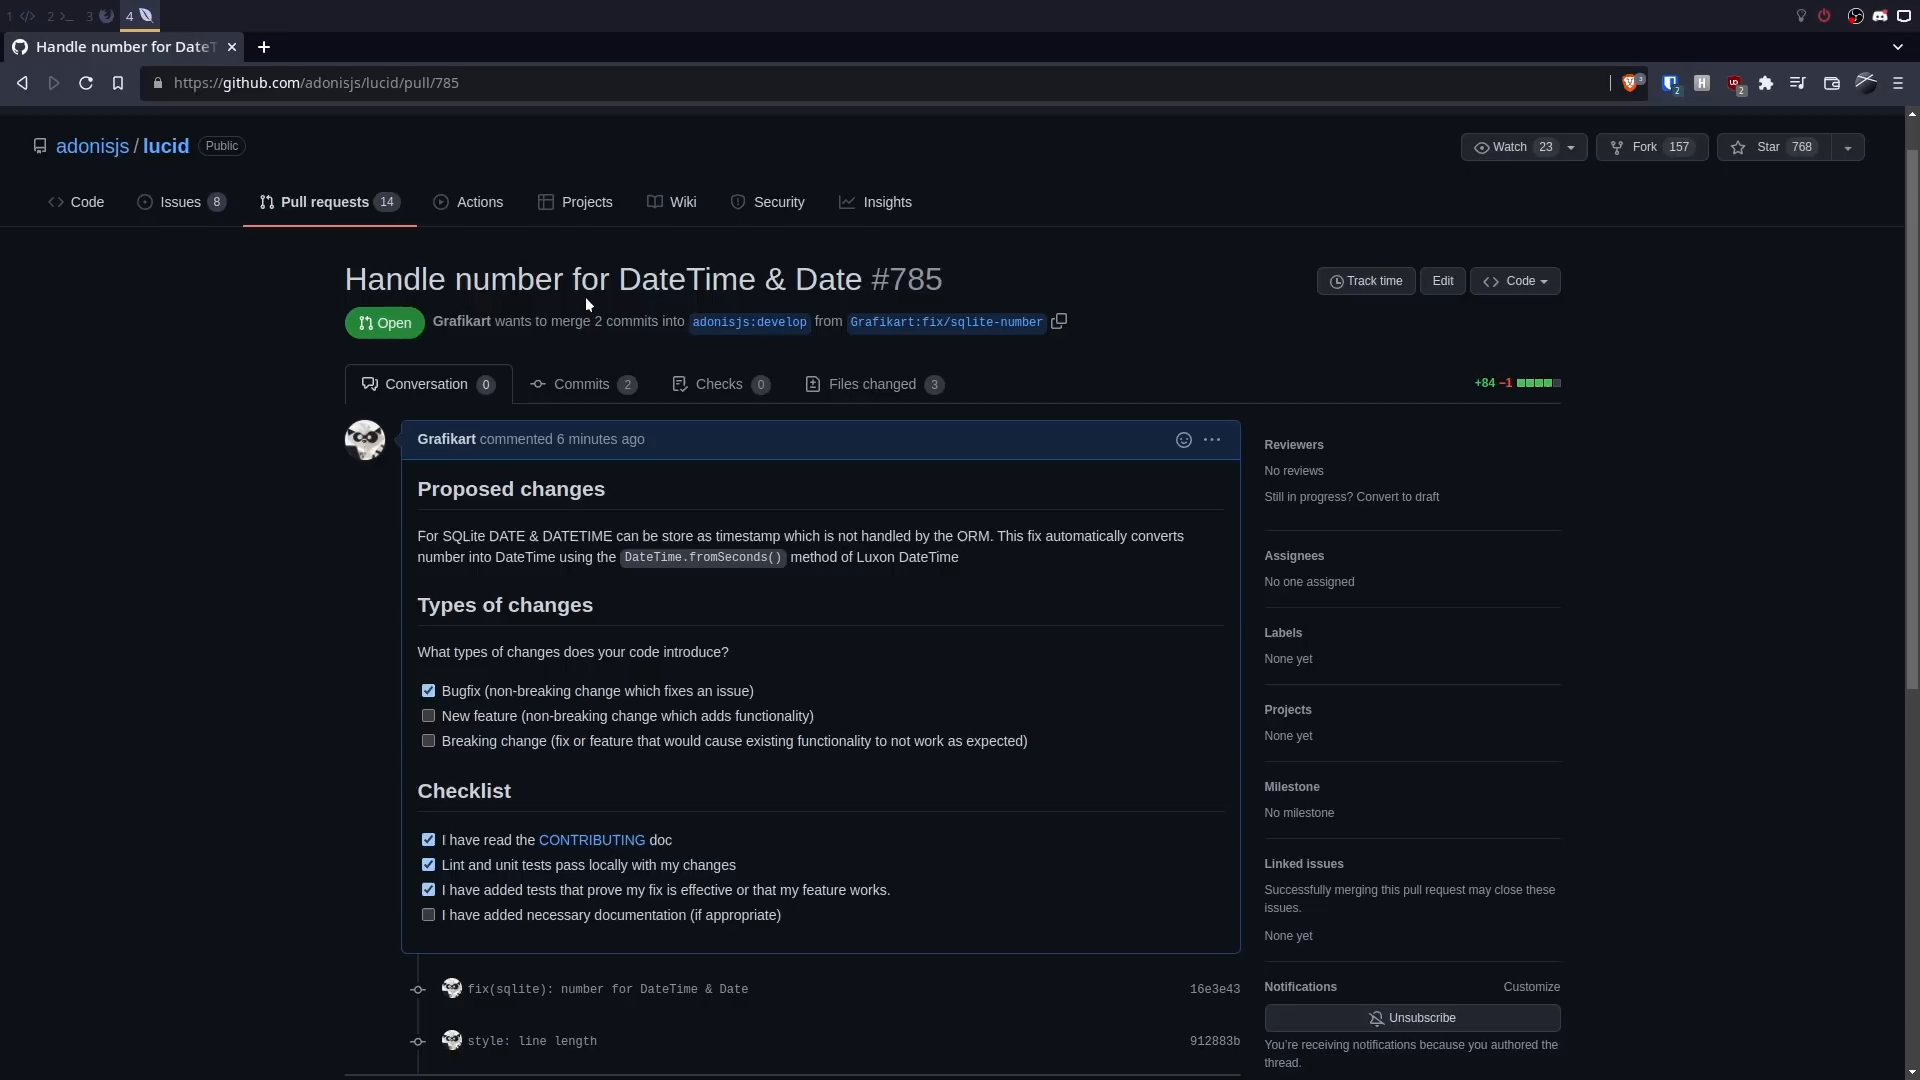 1
2
3
4
Handle number for DateT
https://github.com/adonisjs/lucid/pull/785
3
2
H
2
adonisjs / lucid Public
Watch 23
Fork 157
Star 768
Code
Issues 8
Pull requests 14
Actions
Projects
Wiki
Security
Insights
Handle number for DateTime & Date #785
Track time
Edit
Code
Open
Grafikart wants to merge 2 commits into adonisjs:develop from Grafikart:fix/sqlite-number
Conversation 0
Commits 2
Checks 0
Files changed 3
+84 −1
Grafikart commented 6 minutes ago
Proposed changes
For SQLite DATE & DATETIME can be store as timestamp which is not handled by the ORM. This fix automatically converts
number into DateTime using the DateTime.fromSeconds() method of Luxon DateTime
Types of changes
What types of changes does your code introduce?
Bugfix (non-breaking change which fixes an issue)
New feature (non-breaking change which adds functionality)
Breaking change (fix or feature that would cause existing functionality to not work as expected)
Checklist
I have read the CONTRIBUTING doc
Lint and unit tests pass locally with my changes
I have added tests that prove my fix is effective or that my feature works.
I have added necessary documentation (if appropriate)
fix(sqlite): number for DateTime & Date
16e3e43
style: line length
912883b
Reviewers
No reviews
Still in progress? Convert to draft
Assignees
No one assigned
Labels
None yet
Projects
None yet
Milestone
No milestone
Linked issues
Successfully merging this pull request may close these
issues.
None yet
Notifications
Customize
Unsubscribe
You're receiving notifications because you authored the
thread.